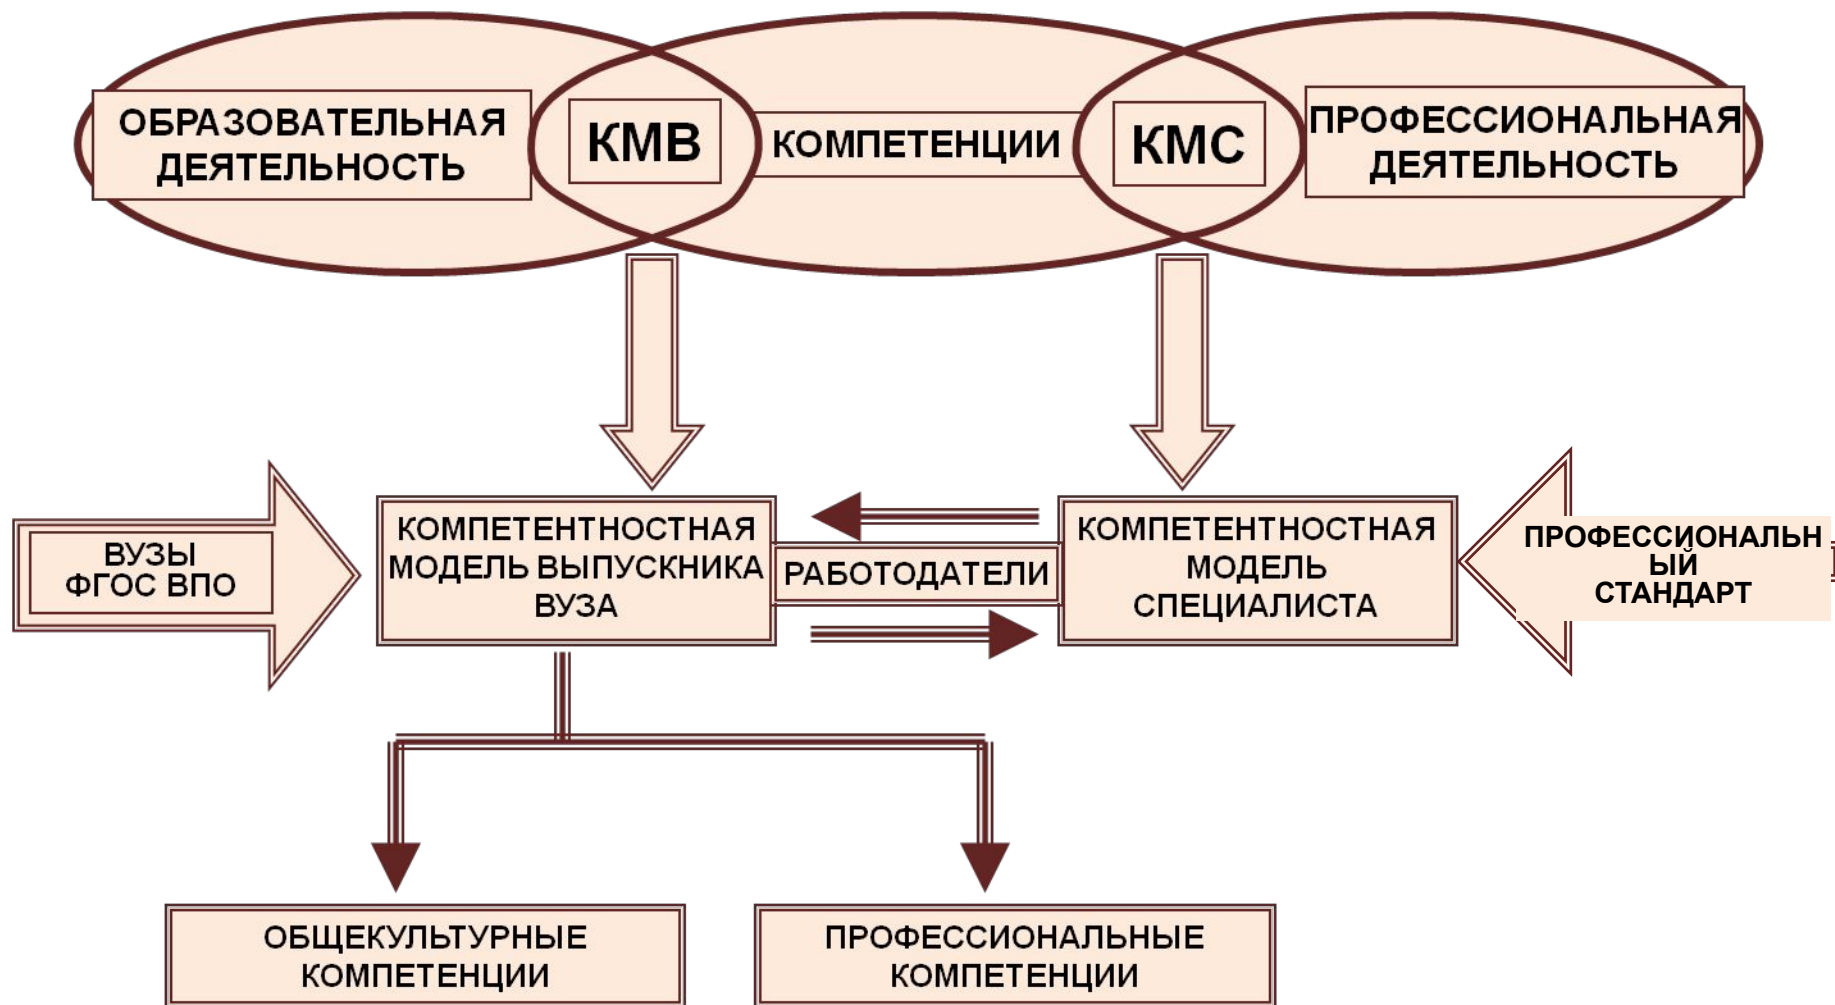 ОБРАЗОВАТЕЛЬНАЯ
ДЕЯТЕЛЬНОСТЬ
КМВ
КОМПЕТЕНЦИИ
КМС
ПРОФЕССИОНАЛЬНАЯ
ДЕЯТЕЛЬНОСТЬ
ВУЗЫ
ФГОС ВПО
КОМПЕТЕНТНОСТНАЯ
МОДЕЛЬ ВЫПУСКНИКА
ВУЗА
РАБОТОДАТЕЛИ
КОМПЕТЕНТНОСТНАЯ
МОДЕЛЬ
СПЕЦИАЛИСТА
ПРОФЕССИОНАЛЬН
ЫЙ
СТАНДАРТ
ОБЩЕКУЛЬТУРНЫЕ
КОМПЕТЕНЦИИ
ПРОФЕССИОНАЛЬНЫЕ
КОМПЕТЕНЦИИ